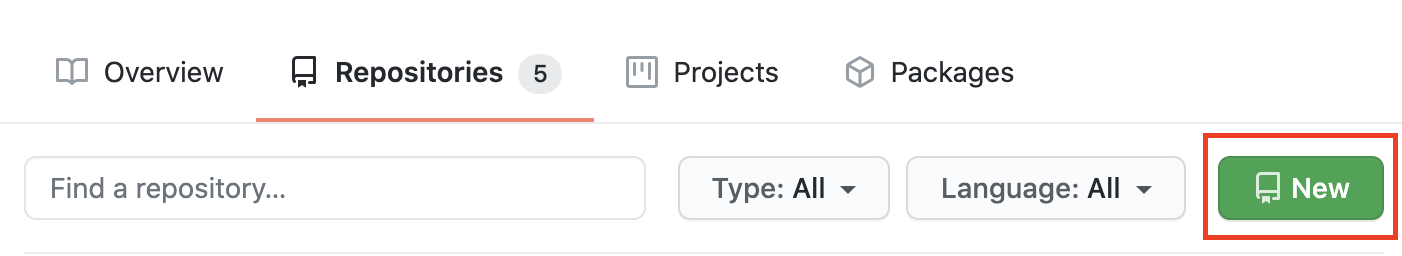 Overview Repositories 5 Projects Packages
Find a repository... Type: All Language: All New